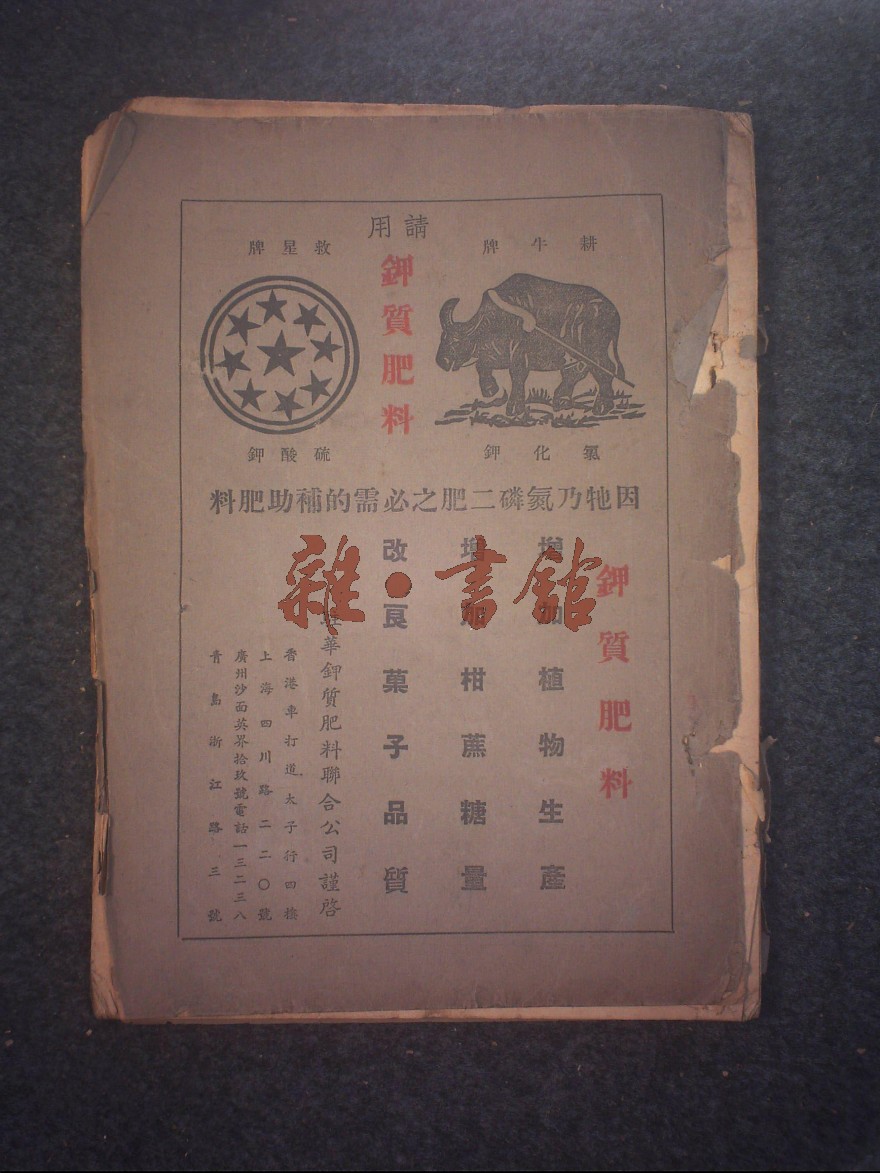 請用
耕牛牌
救星牌
鉀質肥料
氯化鉀
硫酸鉀
因牠乃氮磷二肥之必需的補助肥料
鉀質肥料
增加植物生產
增加柑蔗糖量
改良菓子品質
華鉀質肥料聯合公司謹啓
香港車打道太子行四樓
上海四川路二二〇號
廣州沙面英界拾玖號電話一三二三八
青島浙江路三號
雜·書館